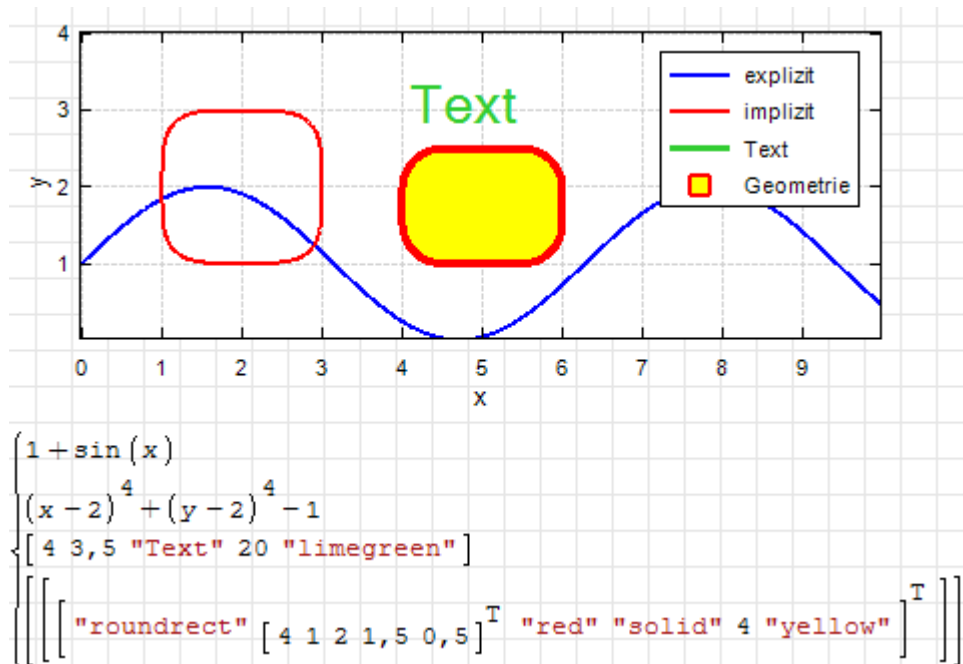 4
3
2
1
y
Text
explizit
implizit
Text
Geometrie
0 1 2 3 4 5 6 7 8 9
x
1+sin(x)
(x-2)^4+(y-2)^4-1
[4 3,5 "Text" 20 "limegreen"]
[[["roundrect" [4 1 2 1,5 0,5]^T "red" "solid" 4 "yellow"]^T]]